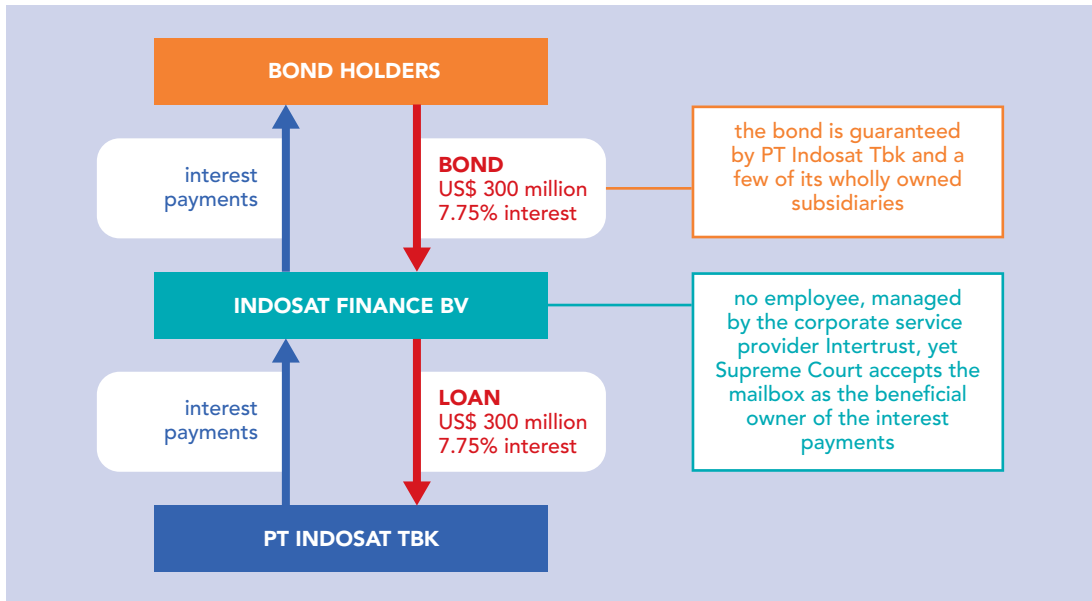 BOND HOLDERS
interest
payments
BOND
US$ 300 million
7.75% interest
the bond is guaranteed
by PT Indosat Tbk and a
few of its wholly owned
subsidiaries
INDOSAT FINANCE BV
no employee, managed
by the corporate service
provider Intertrust, yet
Supreme Court accepts the
mailbox as the beneficial
owner of the interest
payments
interest
payments
LOAN
US$ 300 million
7.75% interest
PT INDOSAT TBK